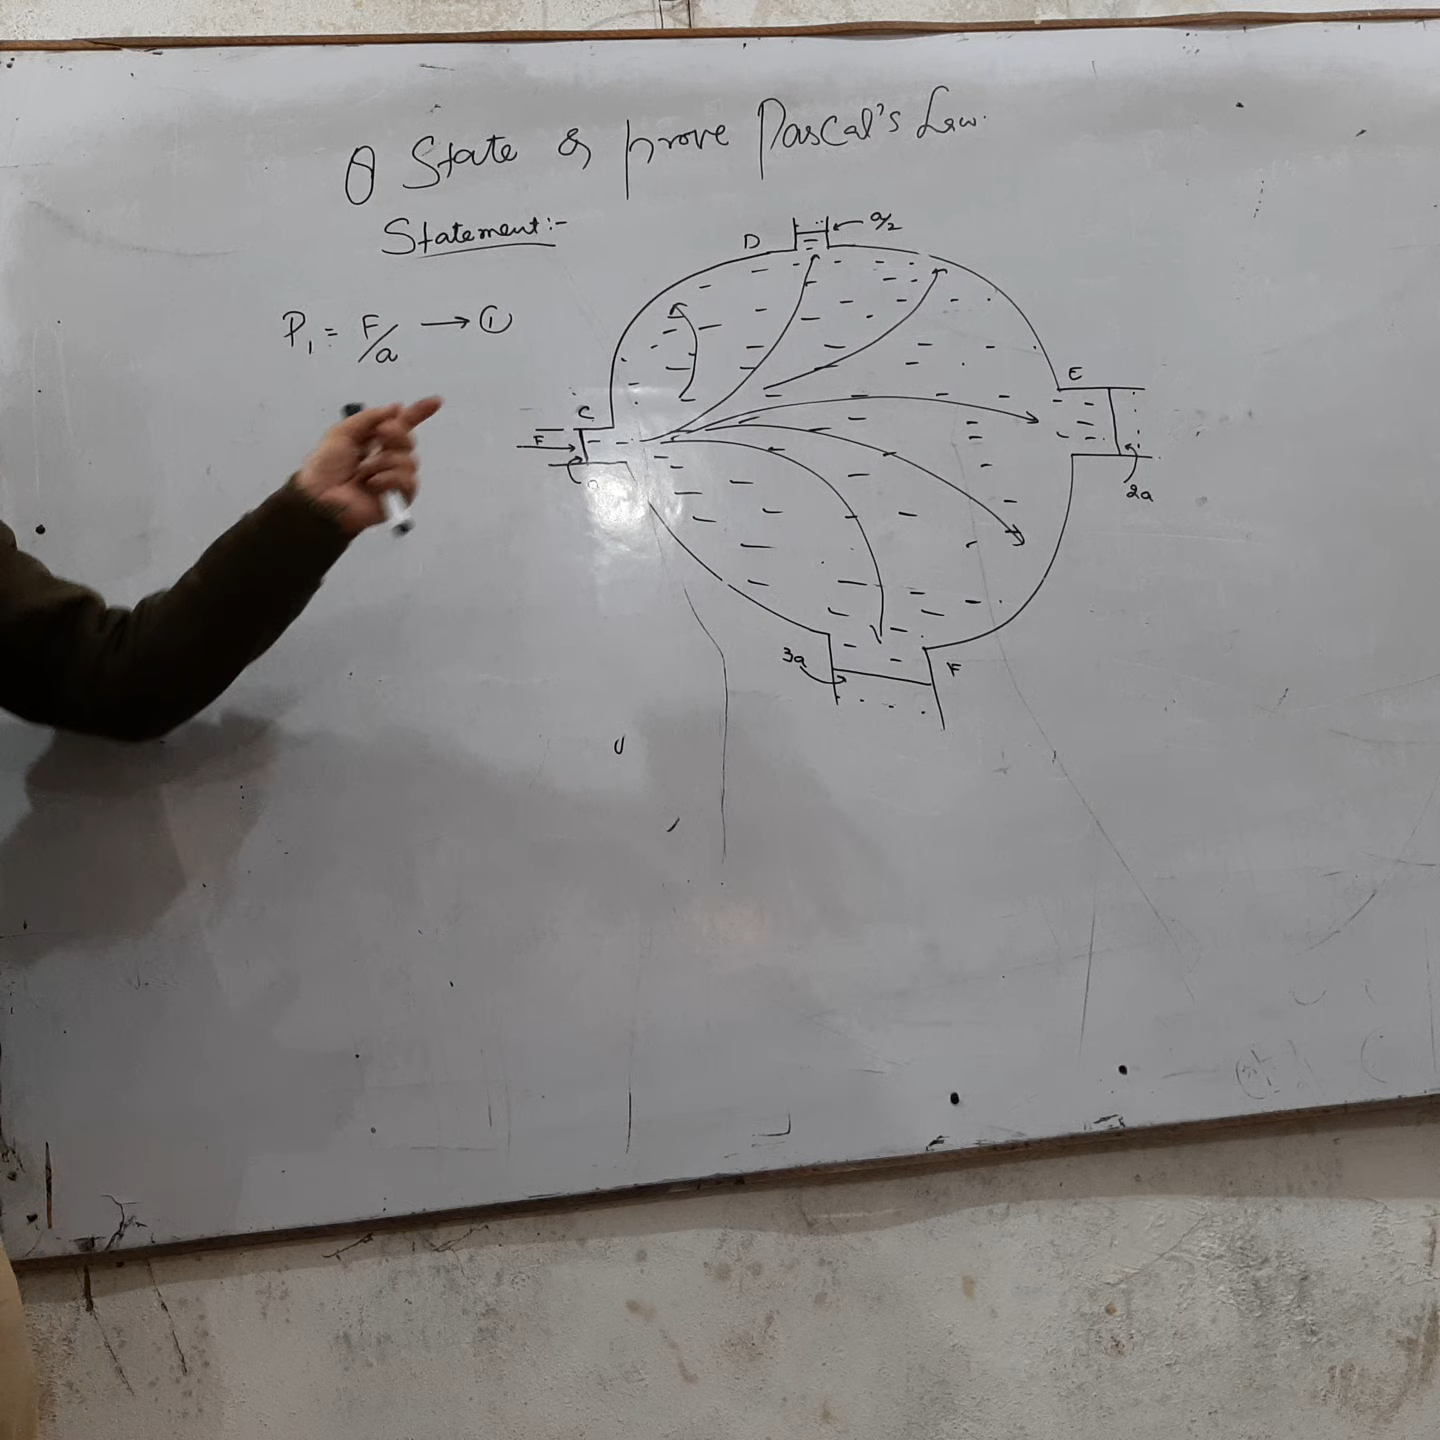 Q State & prove Pascal's Law.
Statement:-
D
a/2
P₁ = F/a → ①
E
C
F
a
2a
3a
F